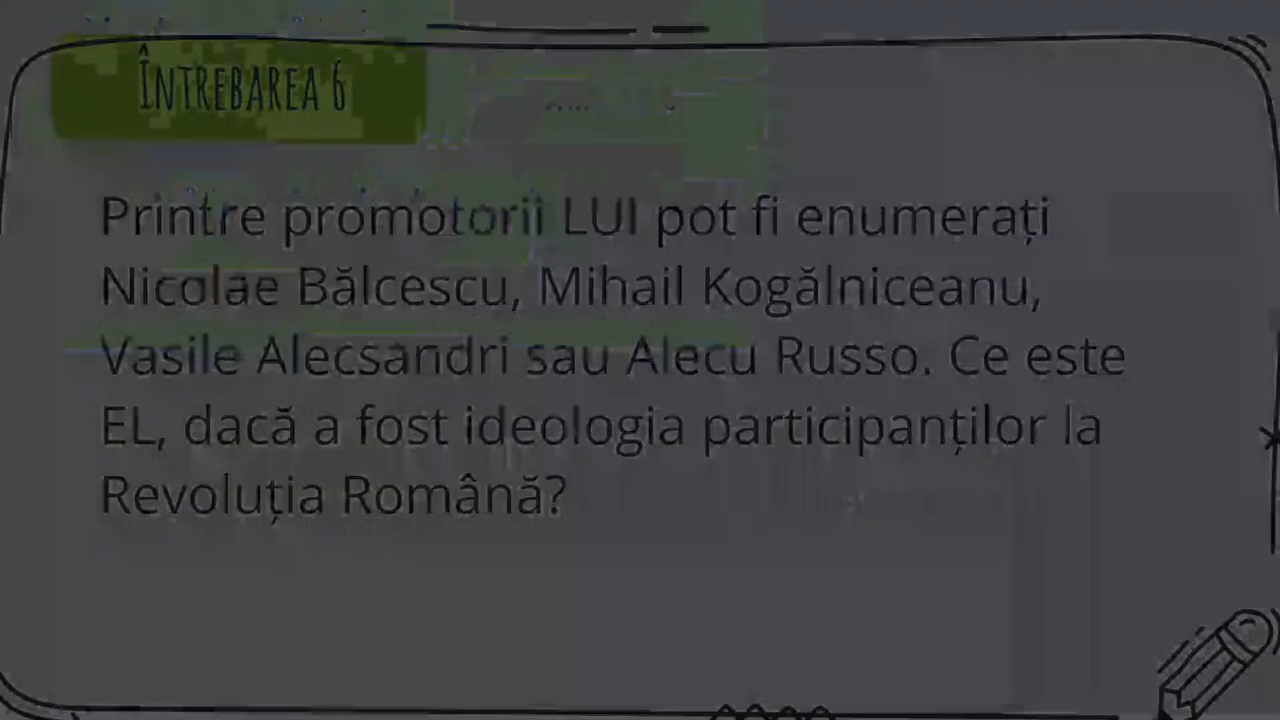 ÎNTREBAREA 6
Printre promotorii LUI pot fi enumerați
Nicolae Bălcescu, Mihail Kogălniceanu,
Vasile Alecsandri sau Alecu Russo. Ce este
EL, dacă a fost ideologia participanților la
Revoluția Română?